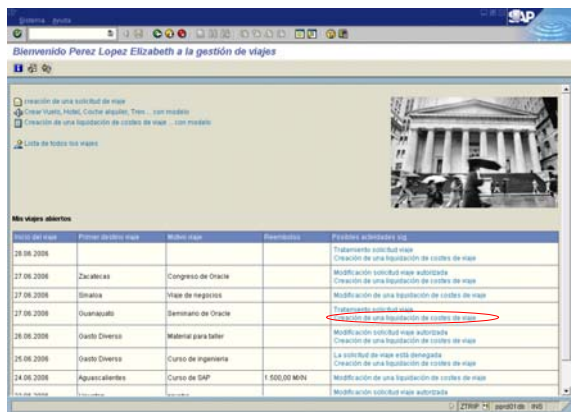 Sistema Ayuda
SAP
Bienvenido Perez Lopez Elizabeth a la gestión de viajes
creación de una solicitud de viaje
Crear Vuelo, Hotel, Coche alquiler, Tren ... con modelo
Creación de una liquidación de costes de viaje ... con modelo
Lista de todos los viajes
Mis viajes abiertos
Inicio del viaje Primer destino viaje Motivo viaje Reembolso Posibles actividades sig.
28.06.2006 Tratamiento solicitud viaje
Creación de una liquidación de costes de viaje
27.06.2006 Zacatecas Congreso de Oracle Modificación solicitud viaje autorizada
Creación de una liquidación de costes de viaje
27.06.2006 Sinaloa Viaje de negocios Modificación de una liquidación de costes de viaje
27.06.2006 Guanajuato Seminario de Oracle Tratamiento solicitud viaje
Creación de una liquidación de costes de viaje
26.06.2006 Gasto Diverso Material para taller Modificación solicitud viaje autorizada
Creación de una liquidación de costes de viaje
25.06.2006 Gasto Diverso Curso de ingenieria La solicitud de viaje está denegada
Creación de una liquidación de costes de viaje
24.06.2006 Aguascalientes Curso de SAP 1.500,00 MXN Modificación de una liquidación de costes de viaje
Modificación solicitud viaje autorizada
ZTRIP INS